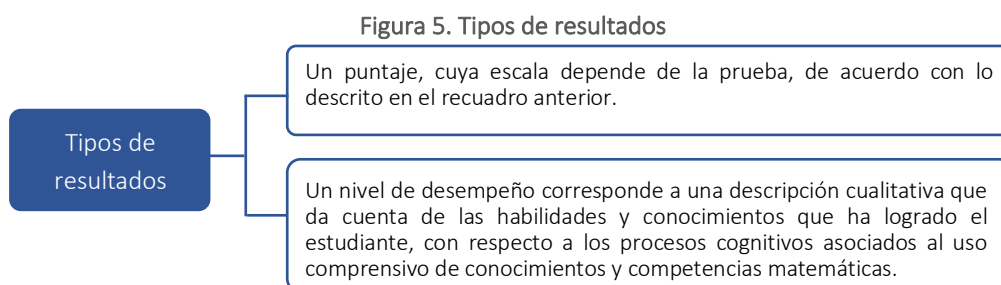 Figura 5. Tipos de resultados
Un puntaje, cuya escala depende de la prueba, de acuerdo con lo
descrito en el recuadro anterior.
Tipos de
resultados
Un nivel de desempeño corresponde a una descripción cualitativa que
da cuenta de las habilidades y conocimientos que ha logrado el
estudiante, con respecto a los procesos cognitivos asociados al uso
comprensivo de conocimientos y competencias matemáticas.